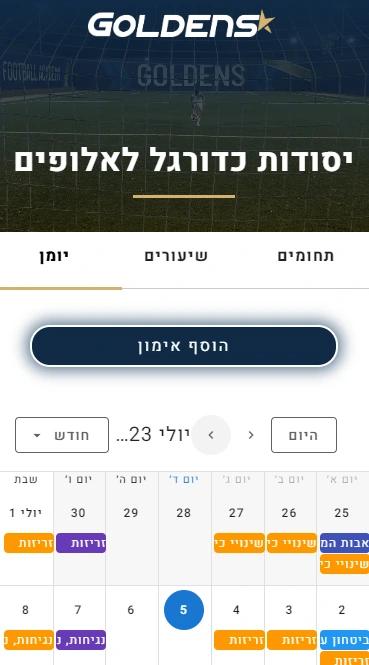 GOLDENS
FOOTBALL ACADEMY
GOLDENS
יסודות כדורגל לאלופים
תחומים
שיעורים
יומן
הוסף אימון
היום
יולי 23...
חודש
יום א׳ יום ב׳ יום ג׳ יום ד׳ יום ה׳ יום ו׳ שבת
25 26 27 28 29 30 יולי 1
אבות המ שינויי כי שינויי כי זריזות זריזות
שינויי כי
2 3 4 5 6 7 8
ביטחון ע זריזות זריזות נגיחות, נ נגיחות, נ
זריזות